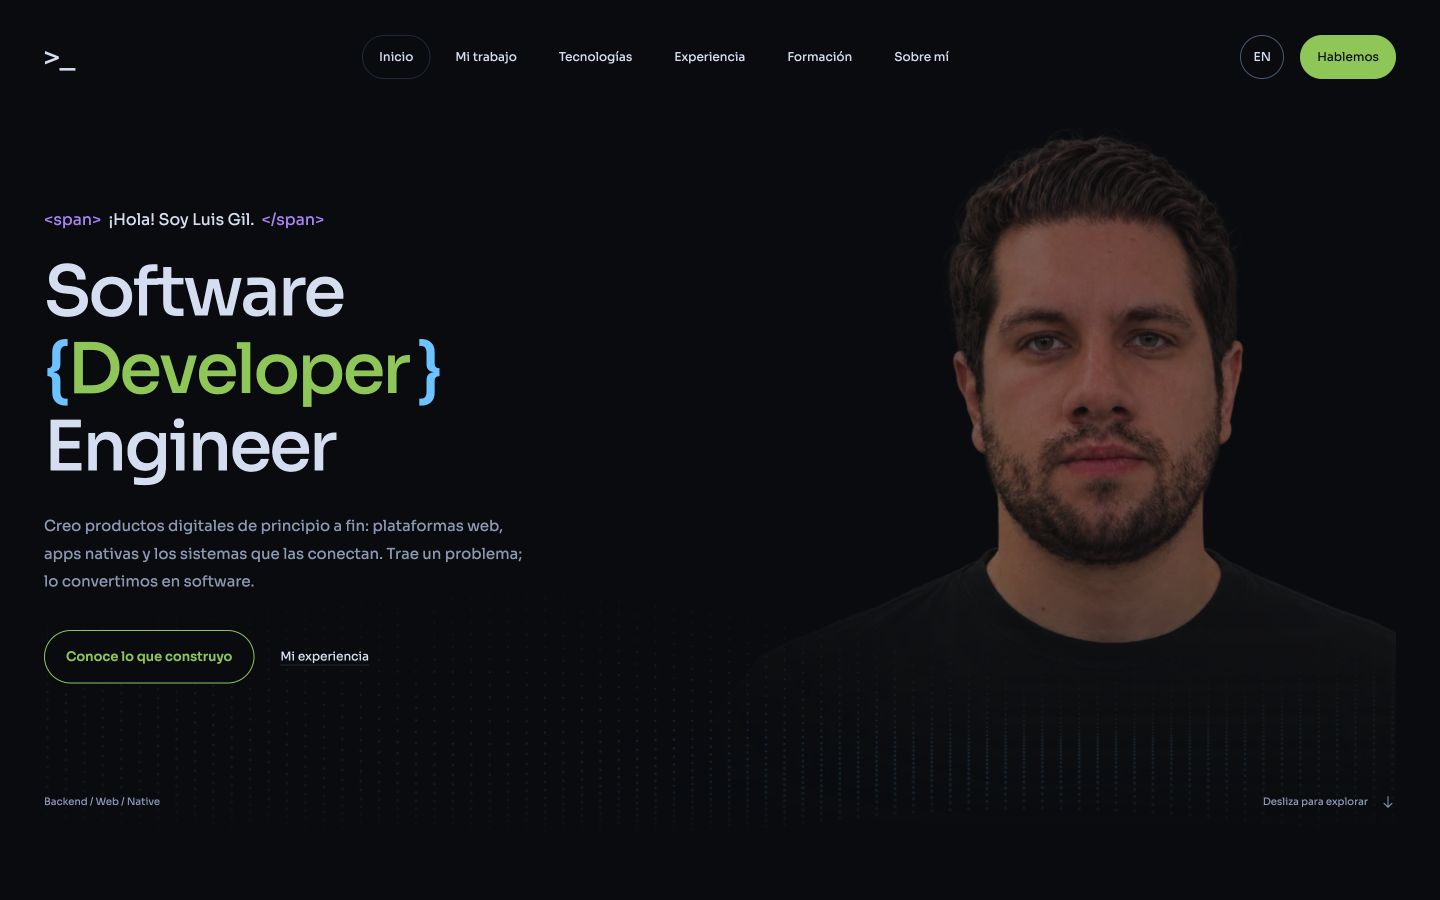 >_
Inicio
Mi trabajo
Tecnologías
Experiencia
Formación
Sobre mí
EN
Hablemos
<span> ¡Hola! Soy Luis Gil. </span>
Software
{Developer}
Engineer
Creo productos digitales de principio a fin: plataformas web,
apps nativas y los sistemas que las conectan. Trae un problema;
lo convertimos en software.
Conoce lo que construyo
Mi experiencia
Backend / Web / Native
Desliza para explorar ↓